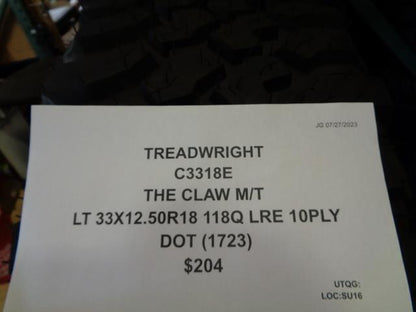 JQ 07/27/2023
TREADWRIGHT
C3318E
THE CLAW M/T
LT 33X12.50R18 118Q LRE 10PLY
DOT (1723)
$204
UTQG:
LOC:SU16